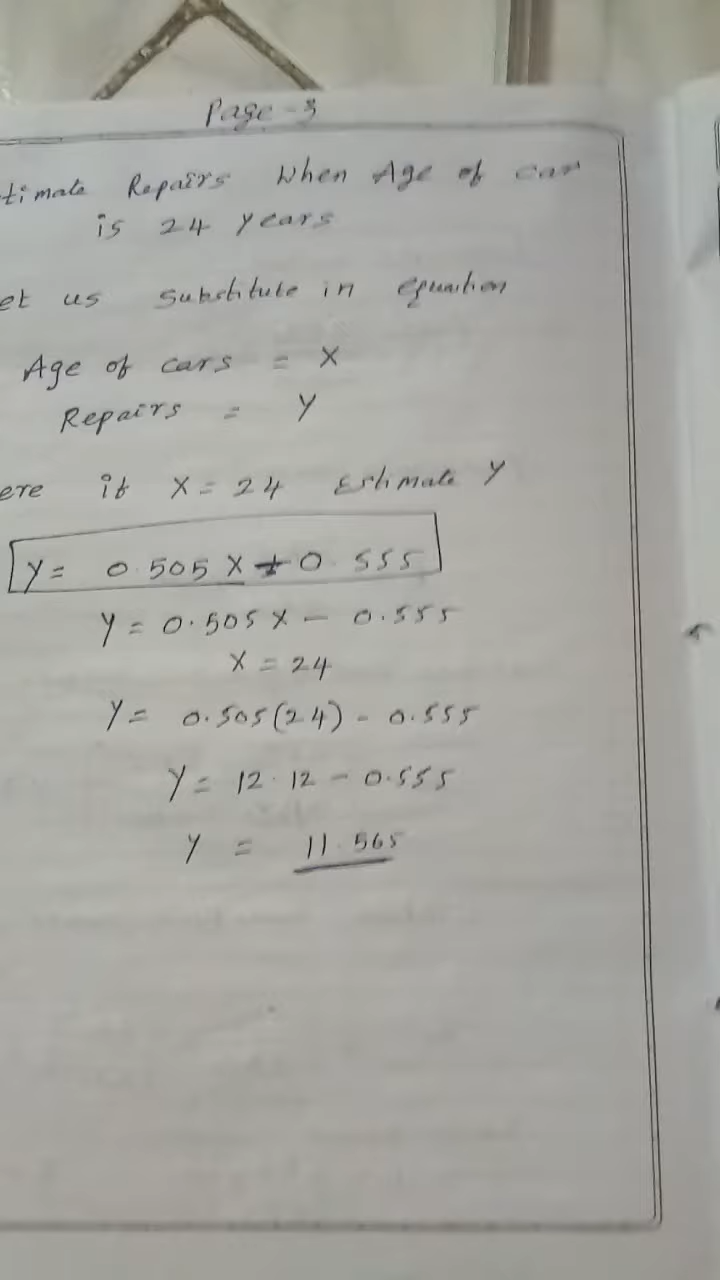 Page-3
timate Repairs When Age of car
is 24 years
et us substitute in equation
Age of cars = X
Repairs = Y
ere if X = 24 Estimate Y
Y = 0.505 X + 0.555
Y = 0.505 X - 0.555
X = 24
Y = 0.505(24) - 0.555
Y = 12.12 - 0.555
Y = 11.565